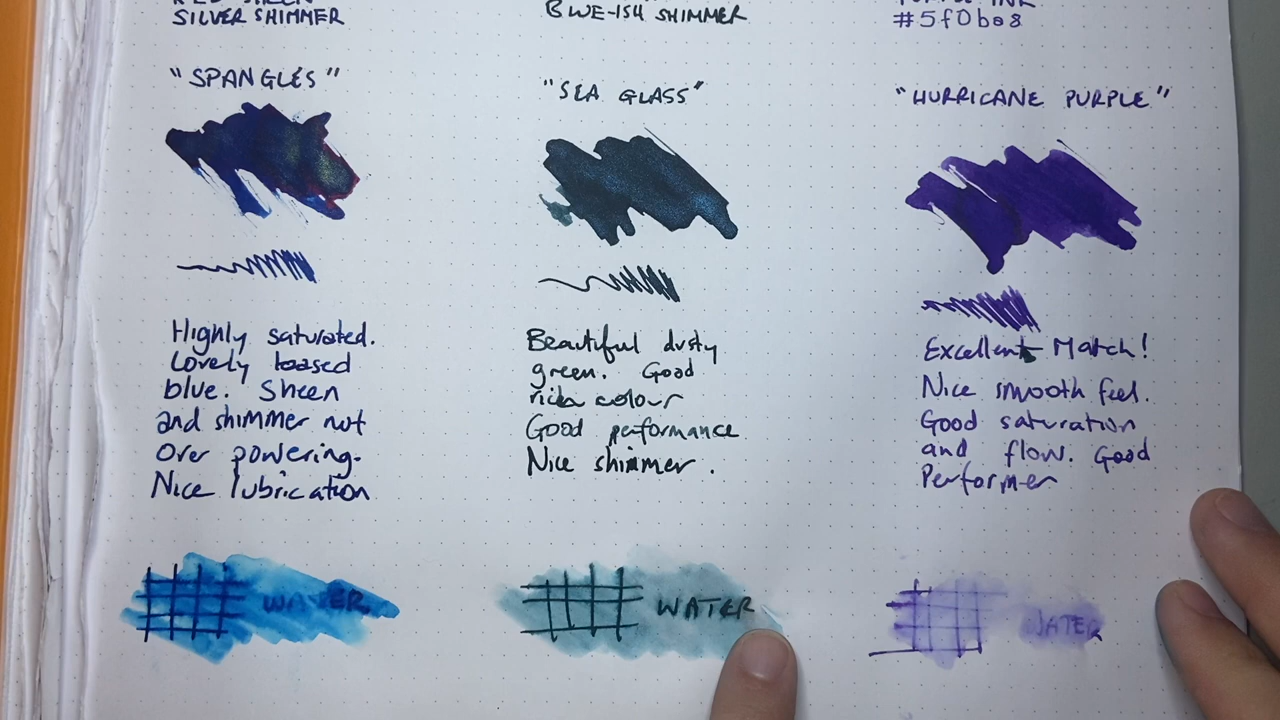 SILVER SHIMMER
"SPANGLES"
Highly saturated.
Lovely based
blue. Sheen
and shimmer not
Over powering.
Nice lubrication
WATER
BLUE-ISH SHIMMER
"SEA GLASS"
Beautiful dusty
green. Good
rich colour
Good performance
Nice shimmer.
WATER
#5f0be8
"HURRICANE PURPLE"
Excellent Match!
Nice smooth feel.
Good saturation
and flow. Good
Performer
WATER